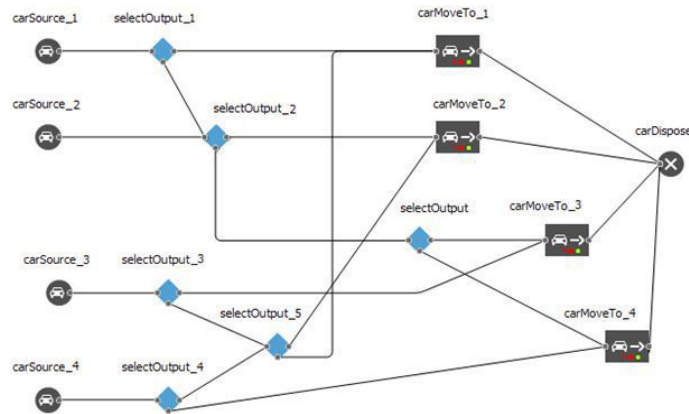 carSource_1
selectOutput_1
carMoveTo_1
carSource_2
selectOutput_2
carMoveTo_2
carDispose
selectOutput
carMoveTo_3
carSource_3
selectOutput_3
selectOutput_5
carMoveTo_4
carSource_4
selectOutput_4